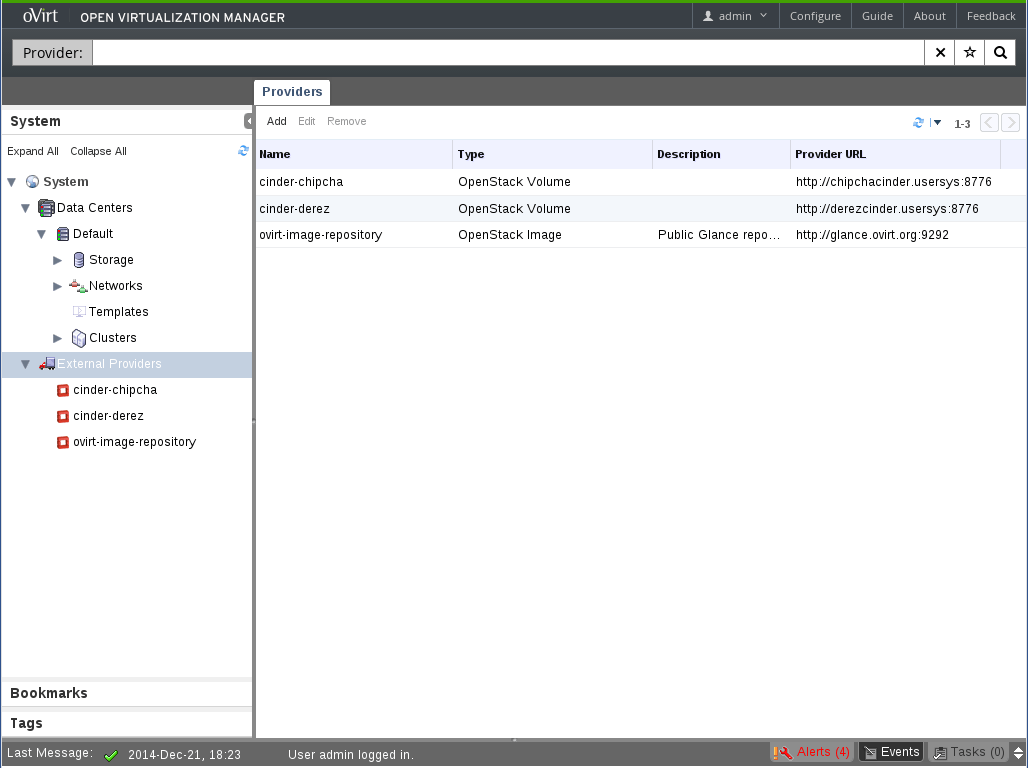 oVirt OPEN VIRTUALIZATION MANAGER admin Configure Guide About Feedback
Provider:
Providers
System
Add Edit Remove 1-3
Expand All Collapse All
Name Type Description Provider URL
cinder-chipcha OpenStack Volume http://chipchacinder.usersys:8776
cinder-derez OpenStack Volume http://derezcinder.usersys:8776
ovirt-image-repository OpenStack Image Public Glance repo... http://glance.ovirt.org:9292
System
Data Centers
Default
Storage
Networks
Templates
Clusters
External Providers
cinder-chipcha
cinder-derez
ovirt-image-repository
Bookmarks
Tags
Last Message: 2014-Dec-21, 18:23 User admin logged in. Alerts (4) Events Tasks (0)